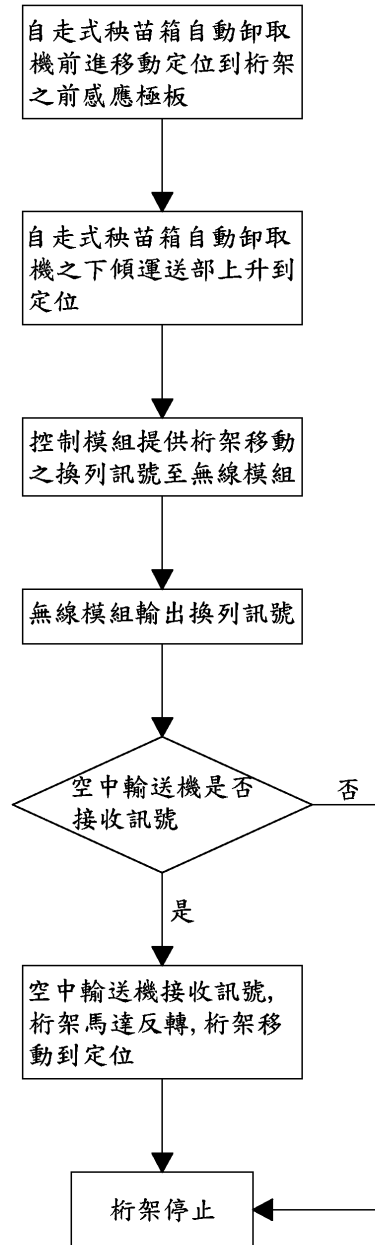 自走式秧苗箱自動卸取
機前進移動定位到桁架
之前感應極板
自走式秧苗箱自動卸取
機之下傾運送部上升到
定位
控制模組提供桁架移動
之換列訊號至無線模組
無線模組輸出換列訊號
空中輸送機是否
接收訊號
否
是
空中輸送機接收訊號,
桁架馬達反轉,桁架移
動到定位
桁架停止